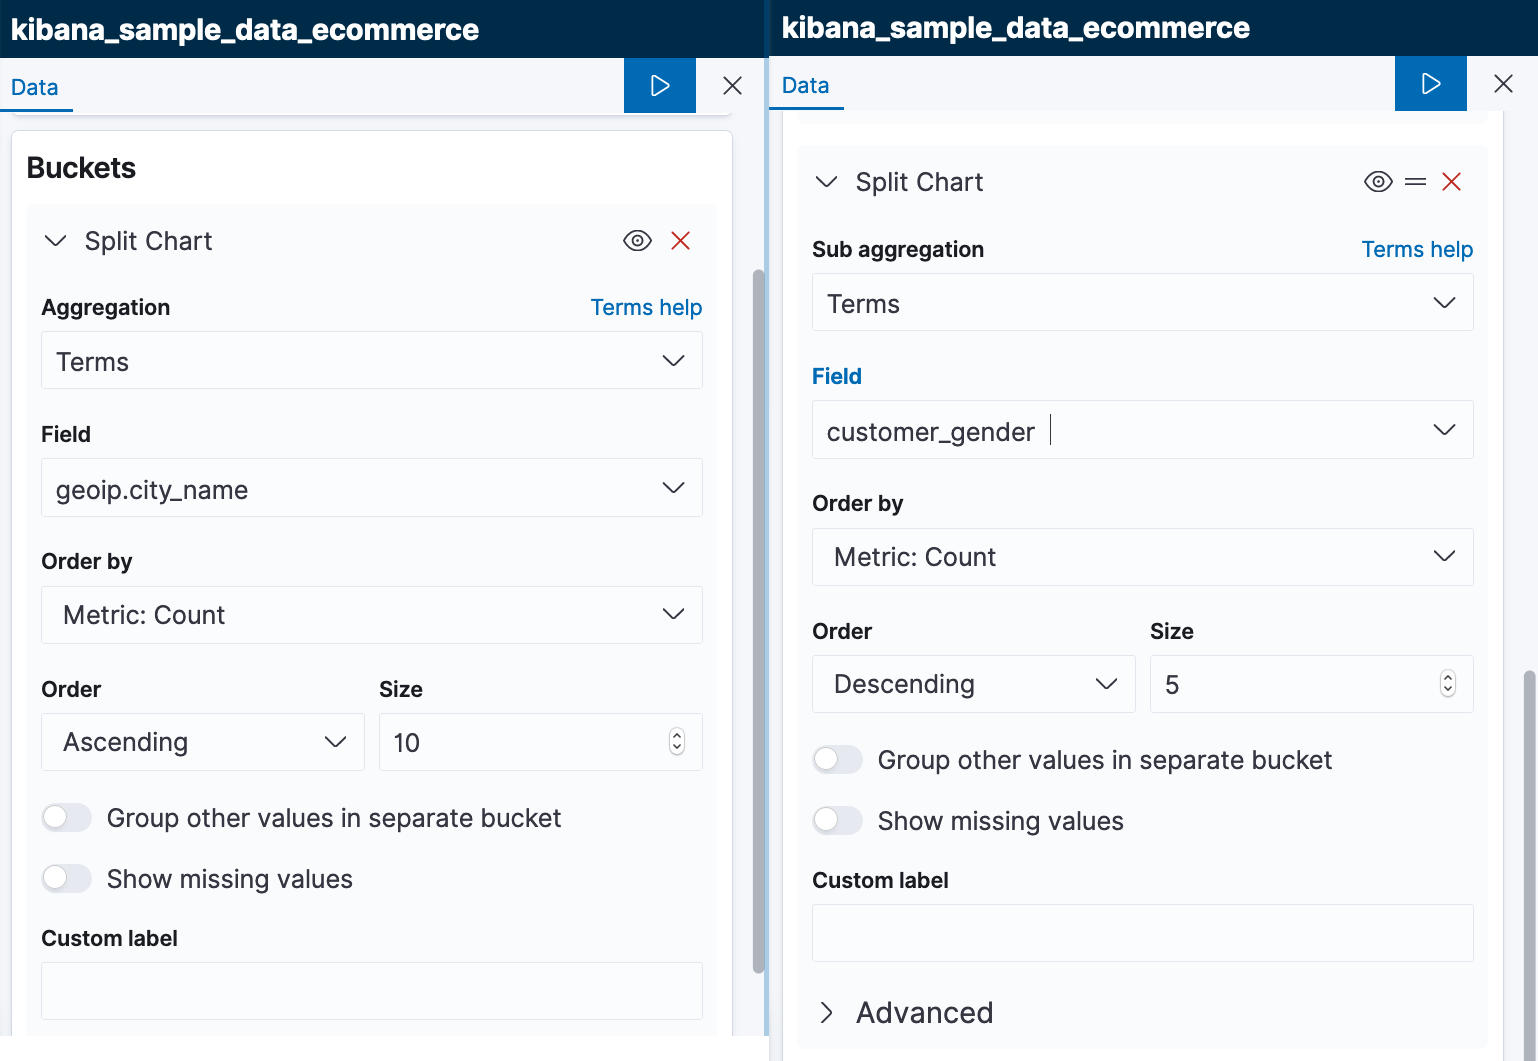 kibana_sample_data_ecommerce
Data
Buckets
Split Chart
Aggregation
Terms help
Terms
Field
geoip.city_name
Order by
Metric: Count
Order
Size
Ascending
10
Group other values in separate bucket
Show missing values
Custom label
kibana_sample_data_ecommerce
Data
Split Chart
Sub aggregation
Terms help
Terms
Field
customer_gender
Order by
Metric: Count
Order
Size
Descending
5
Group other values in separate bucket
Show missing values
Custom label
Advanced